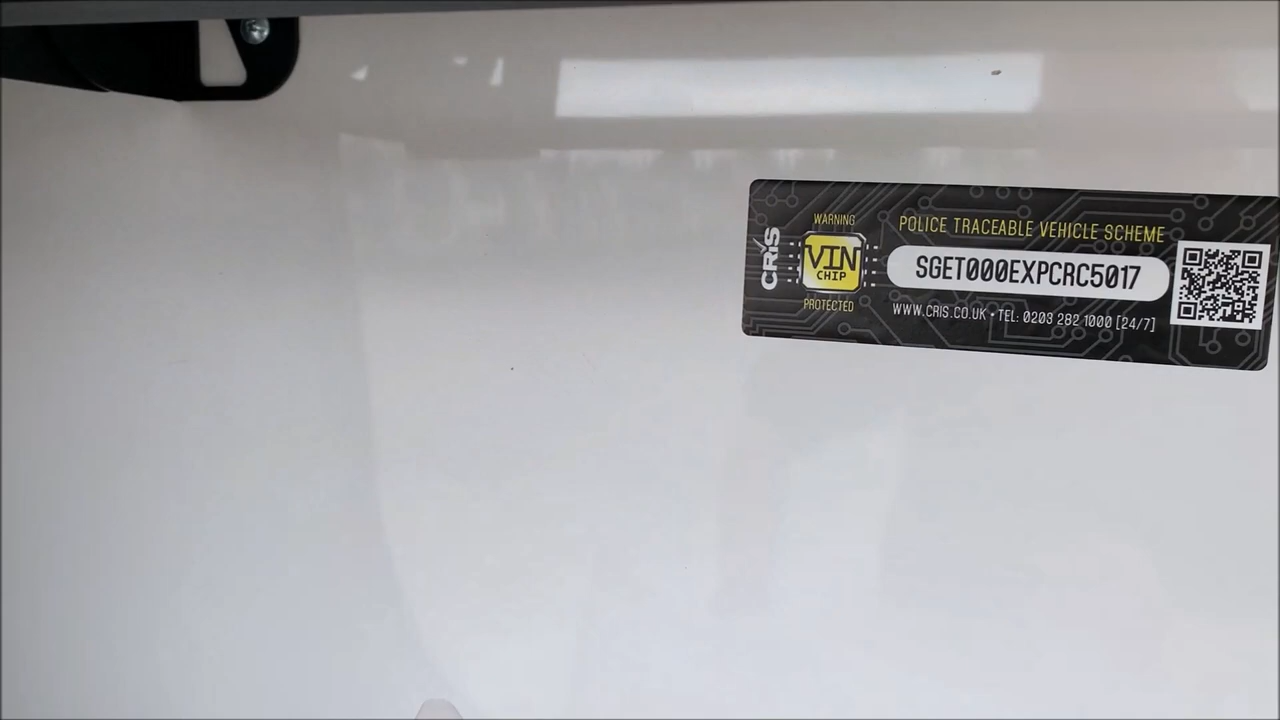 CRiS
WARNING
VIN
CHIP
PROTECTED
POLICE TRACEABLE VEHICLE SCHEME
SGET000EXPCRC5017
WWW.CRIS.CO.UK • TEL: 0203 282 1000 [24/7]